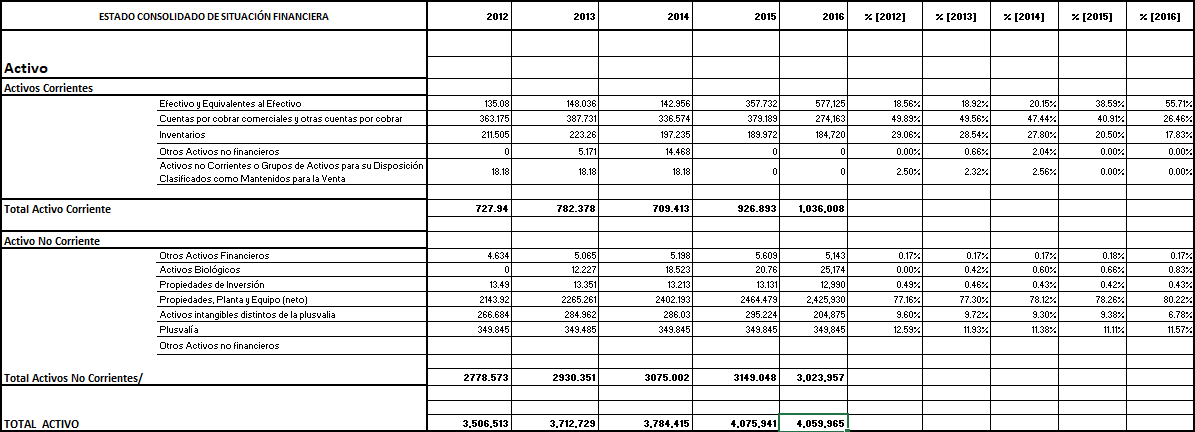 ESTADO CONSOLIDADO DE SITUACIÓN FINANCIERA 2012 2013 2014 2015 2016 % [2012] % [2013] % [2014] % [2015] % [2016]
Activo
Activos Corrientes
Efectivo y Equivalentes al Efectivo 135.08 148.036 142.956 357.732 577,125 18.56% 18.92% 20.15% 38.59% 55.71%
Cuentas por cobrar comerciales y otras cuentas por cobrar 363.175 387.731 336.574 379.189 274,163 49.89% 49.56% 47.44% 40.91% 26.46%
Inventarios 211.505 223.26 197.235 189.972 184,720 29.06% 28.54% 27.80% 20.50% 17.83%
Otros Activos no financieros 0 5.171 14.468 0 0 0.00% 0.66% 2.04% 0.00% 0.00%
Activos no Corrientes o Grupos de Activos para su Disposición
Clasificados como Mantenidos para la Venta 18.18 18.18 18.18 0 0 2.50% 2.32% 2.56% 0.00% 0.00%
Total Activo Corriente 727.94 782.378 709.413 926.893 1,036,008
Activo No Corriente
Otros Activos Financieros 4.634 5.065 5.198 5.609 5,143 0.17% 0.17% 0.17% 0.18% 0.17%
Activos Biológicos 0 12.227 18.523 20.76 25,174 0.00% 0.42% 0.60% 0.66% 0.83%
Propiedades de Inversión 13.49 13.351 13.213 13.131 12,990 0.49% 0.46% 0.43% 0.42% 0.43%
Propiedades, Planta y Equipo (neto) 2143.92 2265.261 2402.193 2464.479 2,425,930 77.16% 77.30% 78.12% 78.26% 80.22%
Activos intangibles distintos de la plusvalia 266.684 284.962 286.03 295.224 204,875 9.60% 9.72% 9.30% 9.38% 6.78%
Plusvalía 349.845 349.485 349.845 349.845 349,845 12.59% 11.93% 11.38% 11.11% 11.57%
Otros Activos no financieros
Total Activos No Corrientes/ 2778.573 2930.351 3075.002 3149.048 3,023,957
TOTAL ACTIVO 3,506,513 3,712,729 3,784,415 4,075,941 4,059,965